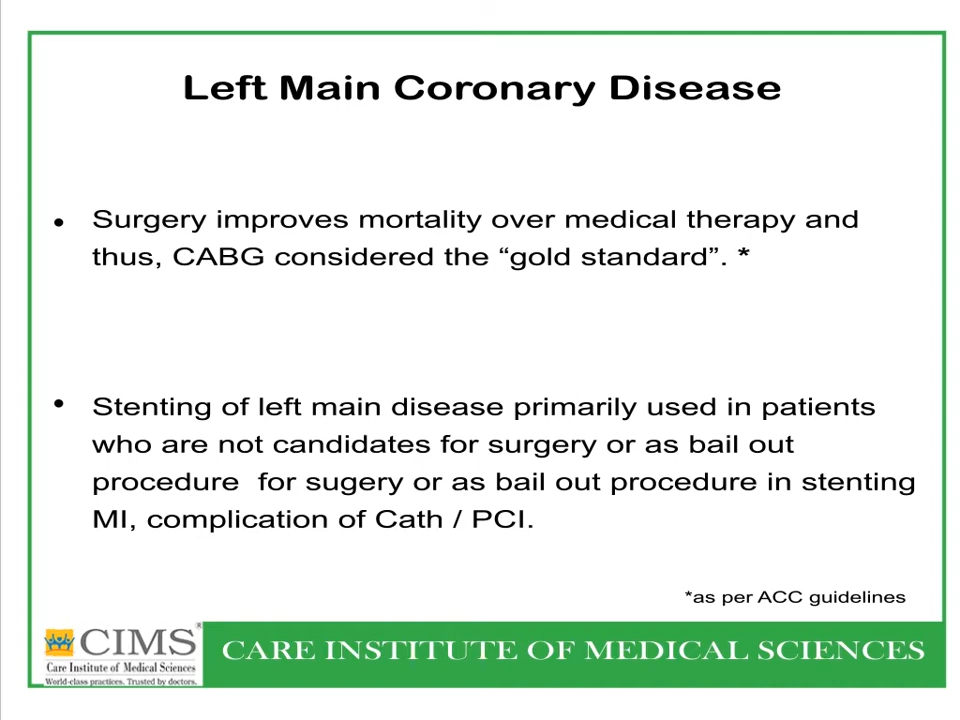 Left Main Coronary Disease
• Surgery improves mortality over medical therapy and
thus, CABG considered the “gold standard”. *
• Stenting of left main disease primarily used in patients
who are not candidates for surgery or as bail out
procedure  for sugery or as bail out procedure in stenting
MI, complication of Cath / PCI.
*as per ACC guidelines
CIMS®
Care Institute of Medical Sciences
World-class practices. Trusted by doctors.
CARE INSTITUTE OF MEDICAL SCIENCES